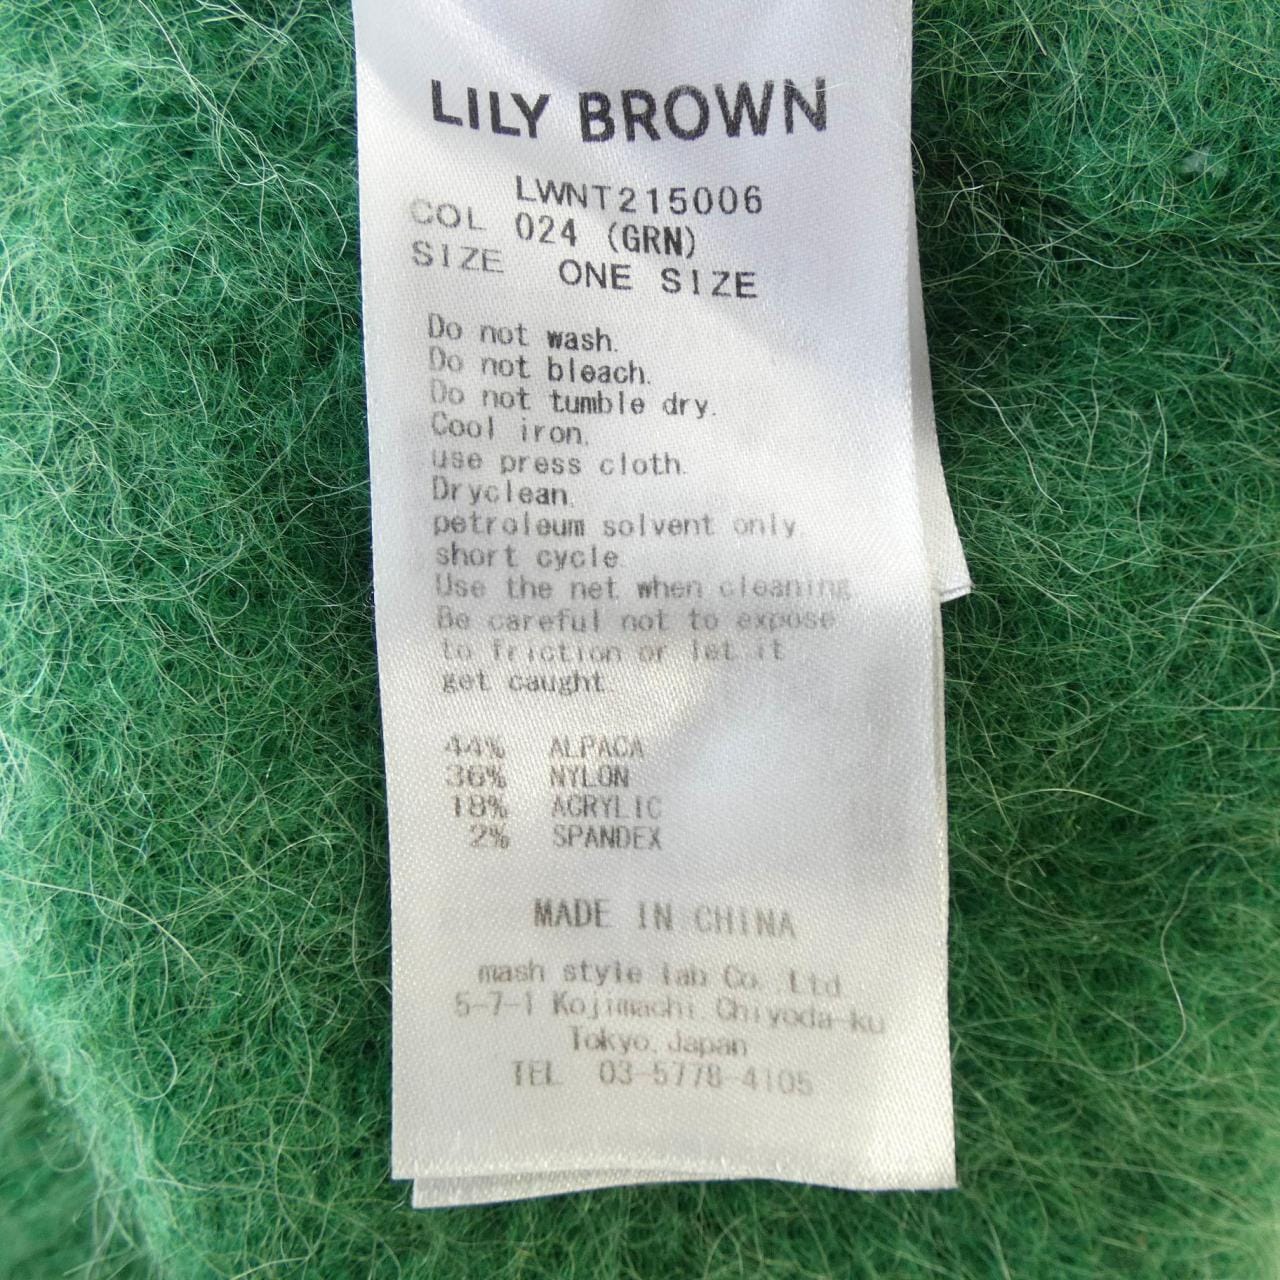 LILY BROWN
LWNT215006
COL 024 (GRN)
SIZE ONE SIZE
Do not wash.
Do not bleach.
Do not tumble dry.
Cool iron.
use press cloth.
Dryclean.
petroleum solvent only
short cycle.
Use the net when cleaning.
Be careful not to expose
to friction or let it
get caught.
44% ALPACA
36% NYLON
18% ACRYLIC
2% SPANDEX
MADE IN CHINA
mash style lab Co.,Ltd
5-7-1 Kojimachi,Chiyoda-ku
Tokyo,Japan
TEL 03-5778-4105